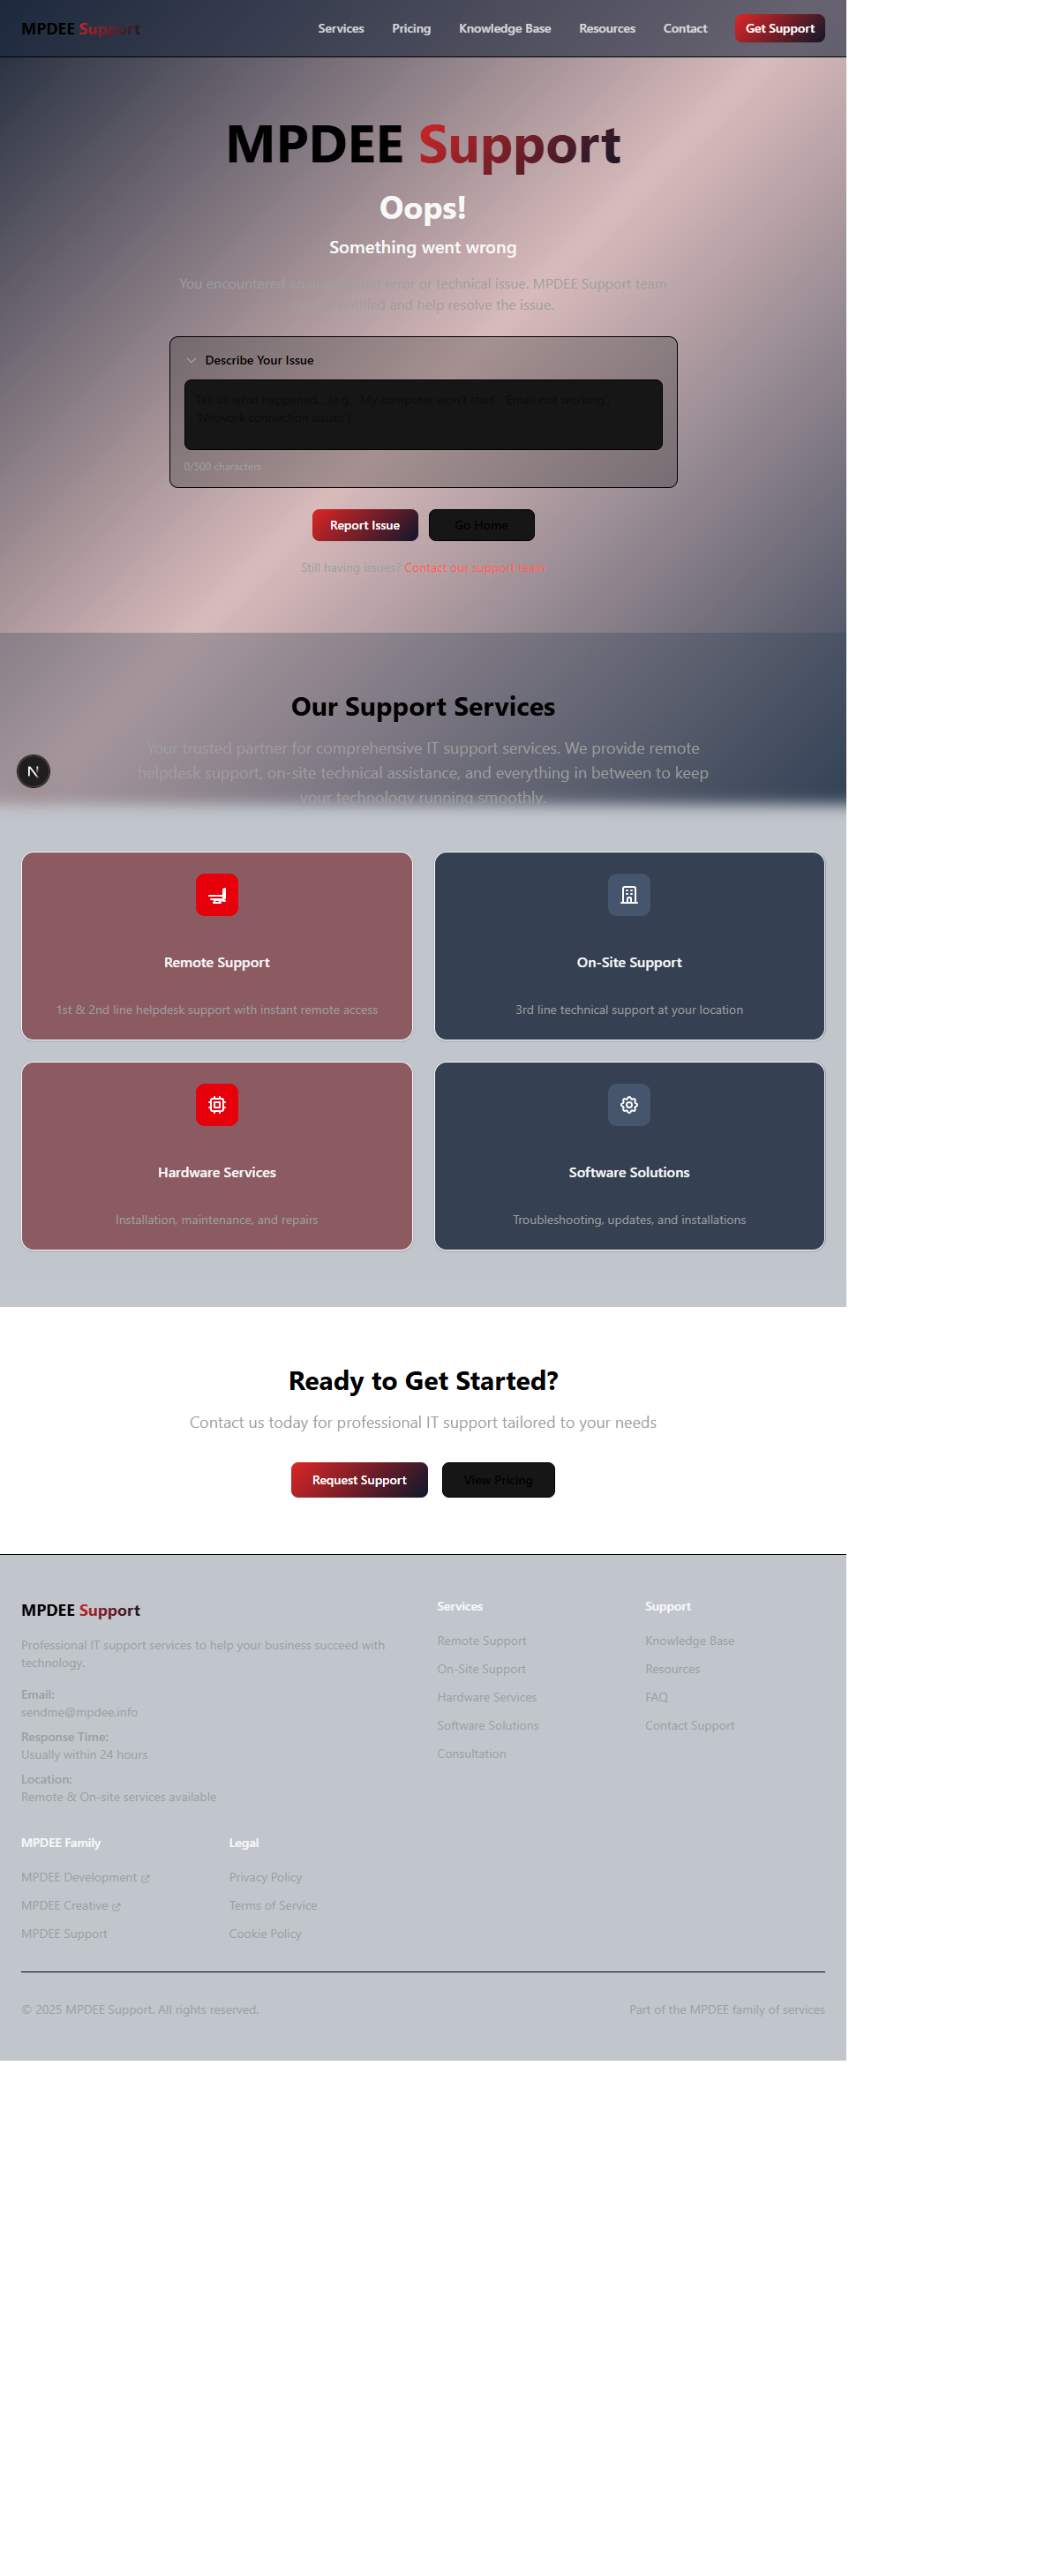 MPDEE Support
Services
Pricing
Knowledge Base
Resources
Contact
Get Support
MPDEE Support
Oops!
Something went wrong
You encountered an error or technical issue. MPDEE Support team
notified and help resolve the issue.
Describe Your Issue
Tell us what happened... (e.g., 'My computer won't start', 'Email not working',
'Network connection issues')
0/500 characters
Report Issue
Go Home
Still having issues? Contact our support team.
Our Support Services
Your trusted partner for comprehensive IT support services. We provide remote
helpdesk support, on-site technical assistance, and everything in between to keep
your technology running smoothly.
N
Remote Support
1st & 2nd line helpdesk support with instant remote access
On-Site Support
3rd line technical support at your location
Hardware Services
Installation, maintenance, and repairs
Software Solutions
Troubleshooting, updates, and installations
Ready to Get Started?
Contact us today for professional IT support tailored to your needs
Request Support
View Pricing
MPDEE Support
Professional IT support services to help your business succeed with
technology.
Email:
sendme@mpdee.info
Response Time:
Usually within 24 hours
Location:
Remote & On-site services available
Services
Remote Support
On-Site Support
Hardware Services
Software Solutions
Consultation
Support
Knowledge Base
Resources
FAQ
Contact Support
MPDEE Family
MPDEE Development
MPDEE Creative
MPDEE Support
Legal
Privacy Policy
Terms of Service
Cookie Policy
© 2025 MPDEE Support. All rights reserved.
Part of the MPDEE family of services